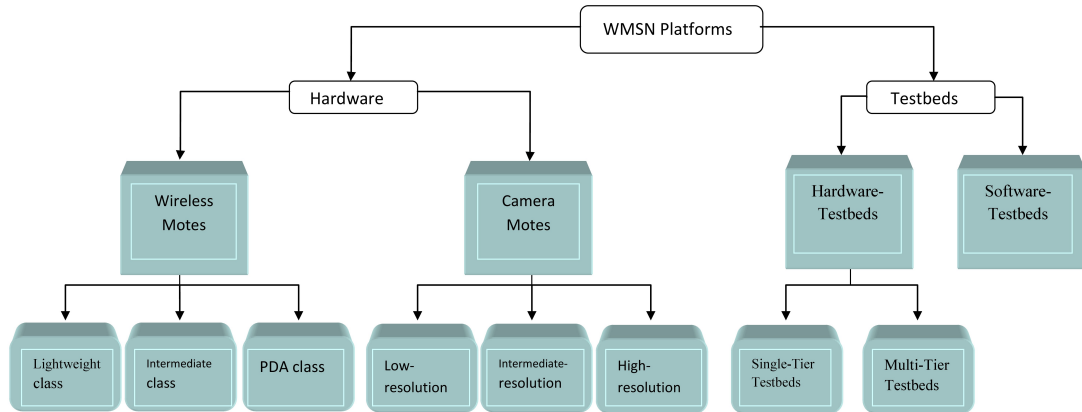 WMSN Platforms
Hardware
Testbeds
Wireless
Motes
Camera
Motes
Hardware-
Testbeds
Software-
Testbeds
Lightweight
class
Intermediate
class
PDA class
Low-
resolution
Intermediate-
resolution
High-
resolution
Single-Tier
Testbeds
Multi-Tier
Testbeds